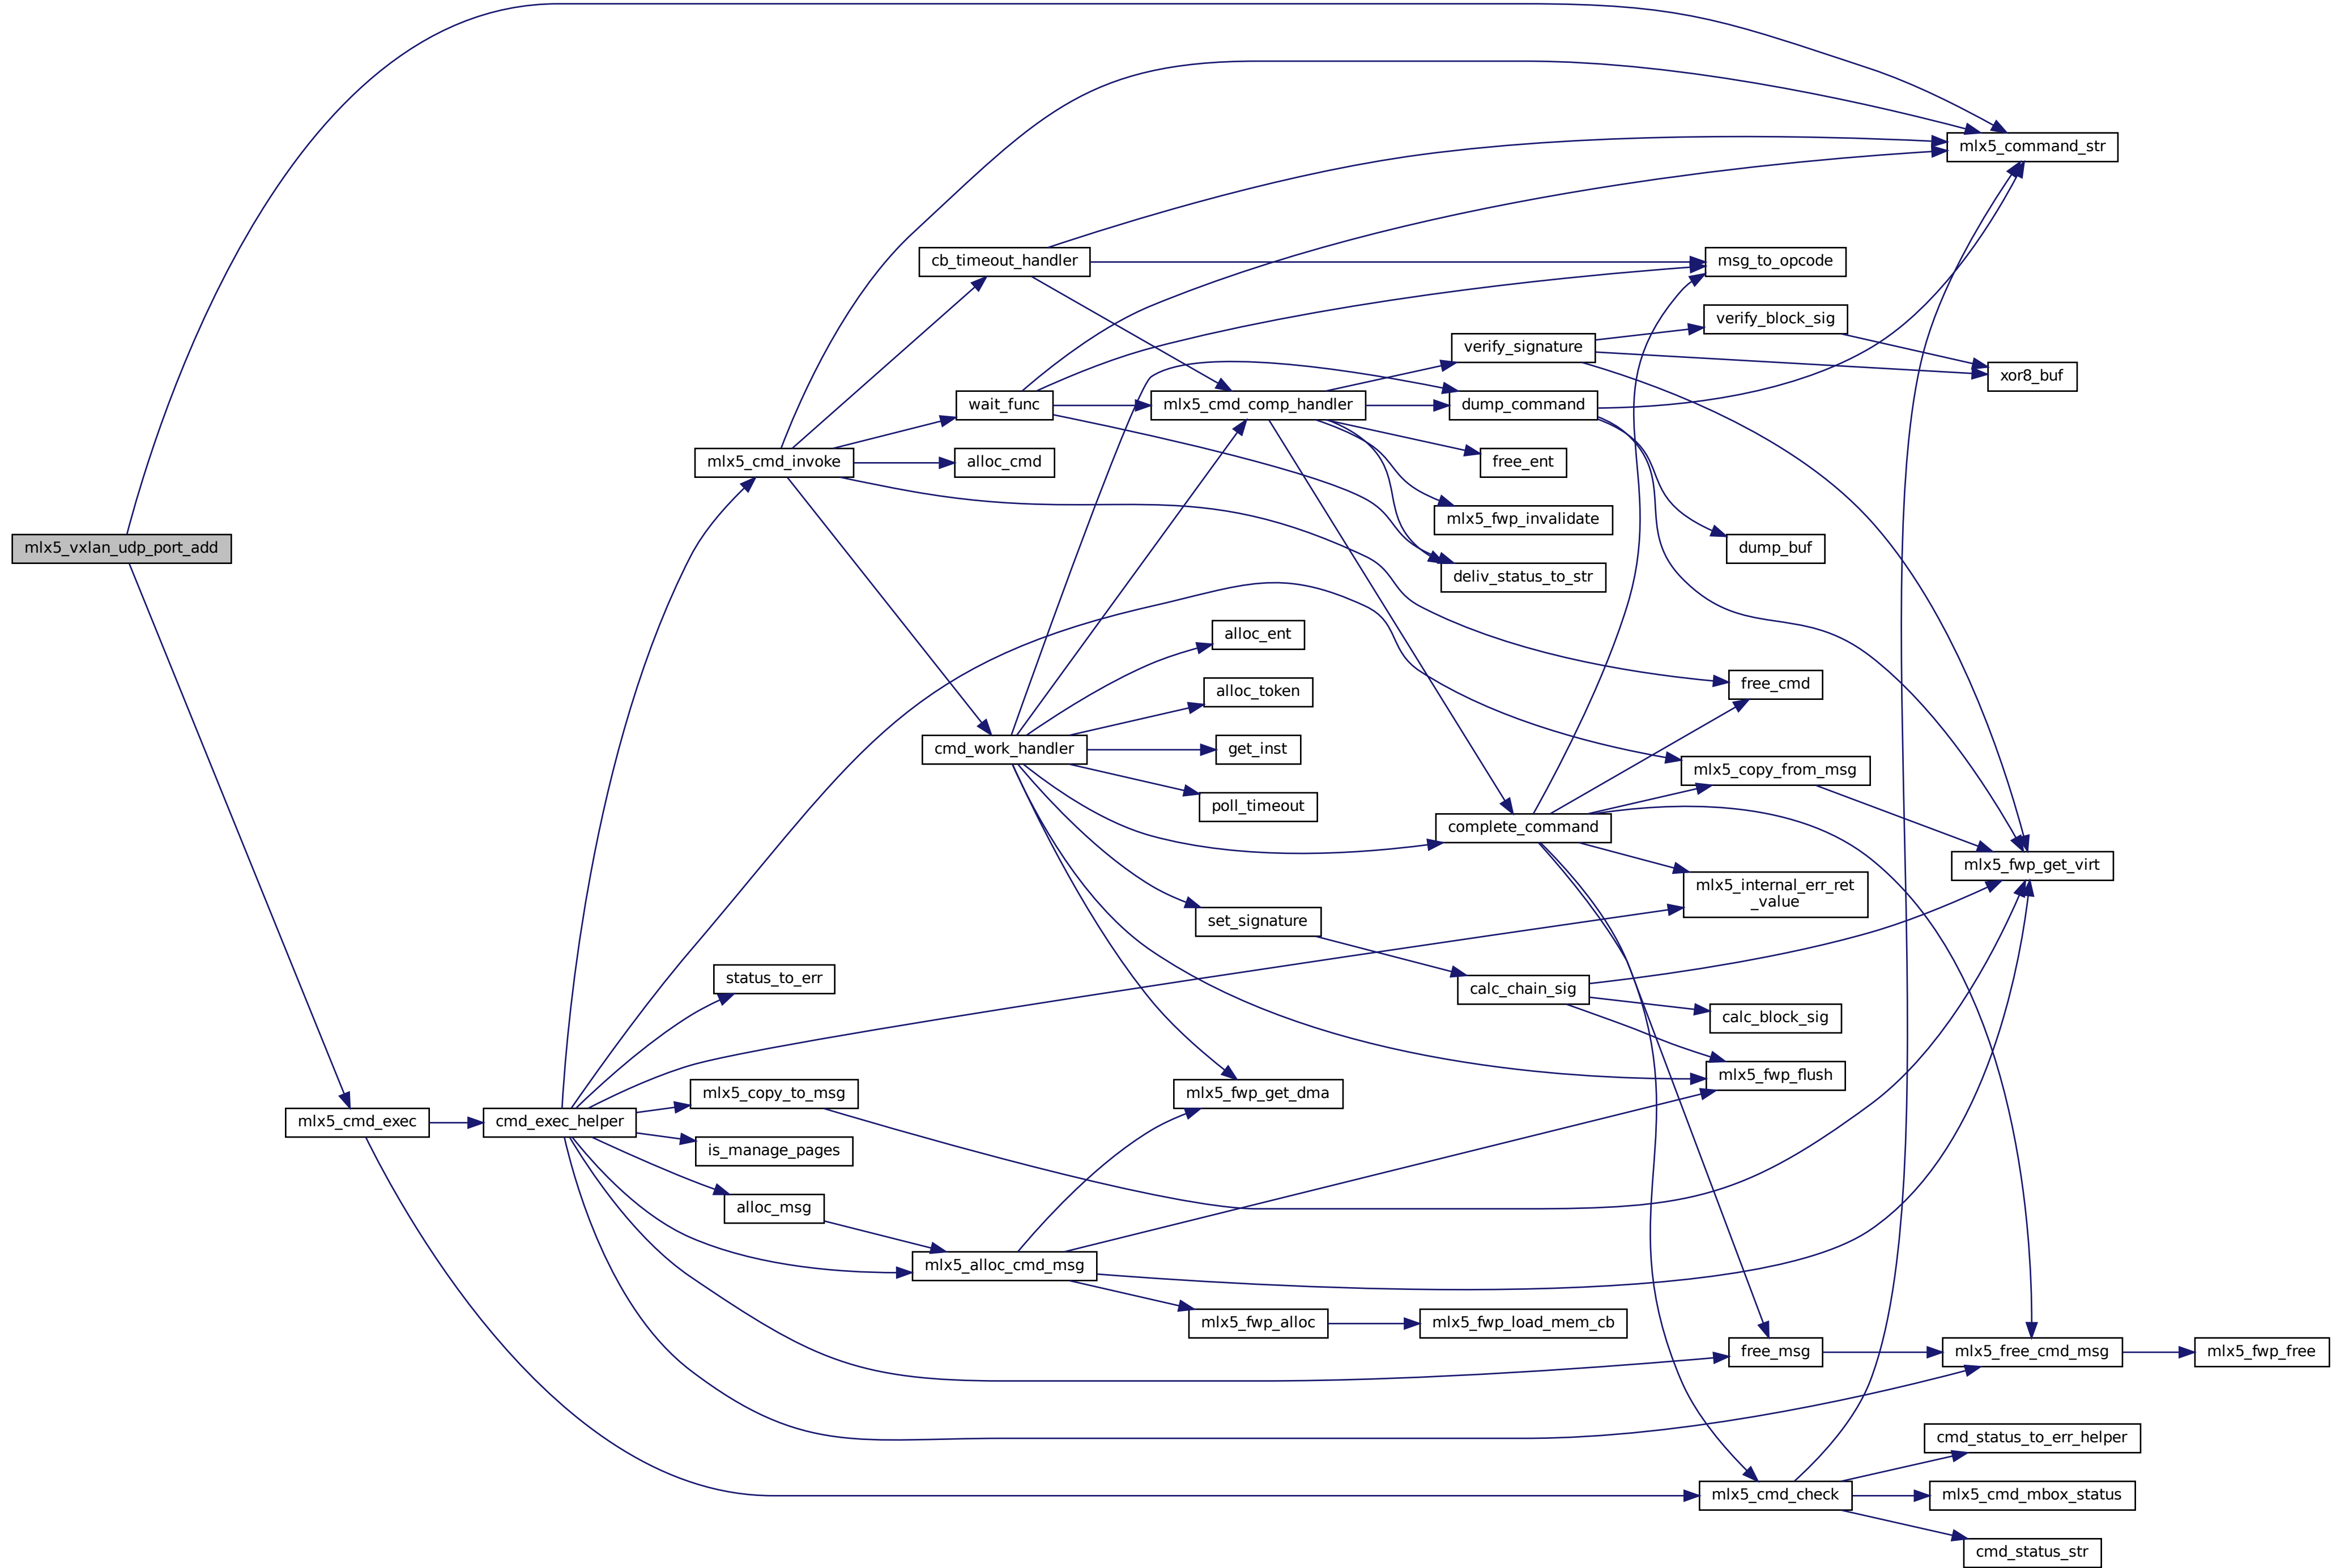 mlx5_command_str
cb_timeout_handler
msg_to_opcode
verify_block_sig
verify_signature
xor8_buf
wait_func
mlx5_cmd_comp_handler
dump_command
mlx5_cmd_invoke
alloc_cmd
free_ent
mlx5_fwp_invalidate
mlx5_vxlan_udp_port_add
dump_buf
deliv_status_to_str
alloc_ent
free_cmd
alloc_token
cmd_work_handler
get_inst
mlx5_copy_from_msg
poll_timeout
complete_command
mlx5_fwp_get_virt
mlx5_internal_err_ret
_value
set_signature
status_to_err
calc_chain_sig
calc_block_sig
mlx5_fwp_flush
mlx5_copy_to_msg
mlx5_fwp_get_dma
mlx5_cmd_exec
cmd_exec_helper
is_manage_pages
alloc_msg
mlx5_alloc_cmd_msg
mlx5_fwp_alloc
mlx5_fwp_load_mem_cb
free_msg
mlx5_free_cmd_msg
mlx5_fwp_free
cmd_status_to_err_helper
mlx5_cmd_check
mlx5_cmd_mbox_status
cmd_status_str